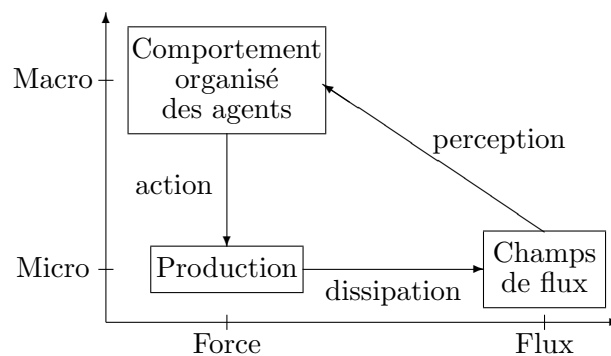 Comportement
organisé
des agents
Macro
perception
action
Micro
Production
dissipation
Champs
de flux
Force
Flux